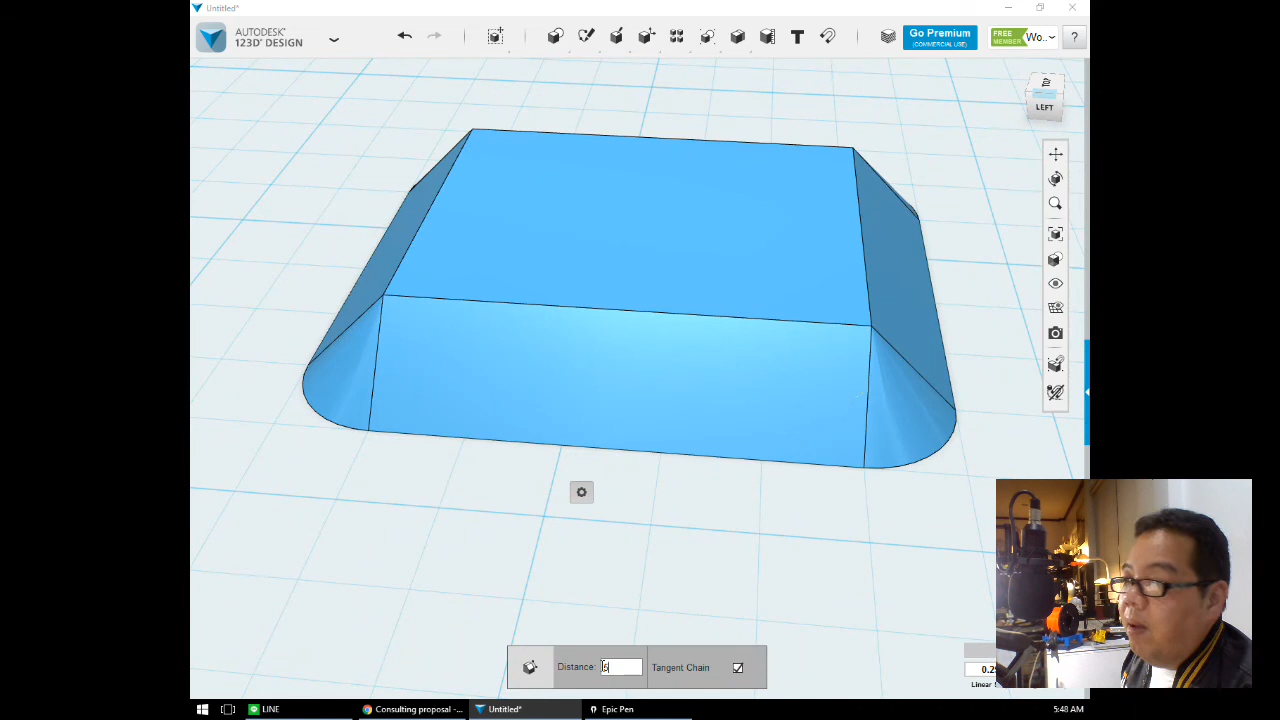 Untitled*
AUTODESK®
123D® DESIGN
Go Premium
(COMMERCIAL USE)
FREE
MEMBER
Wo..
?
LEFT
Distance:
Tangent Chain
0.25
Linear S
LINE
Consulting proposal -...
Untitled*
Epic Pen
5:48 AM